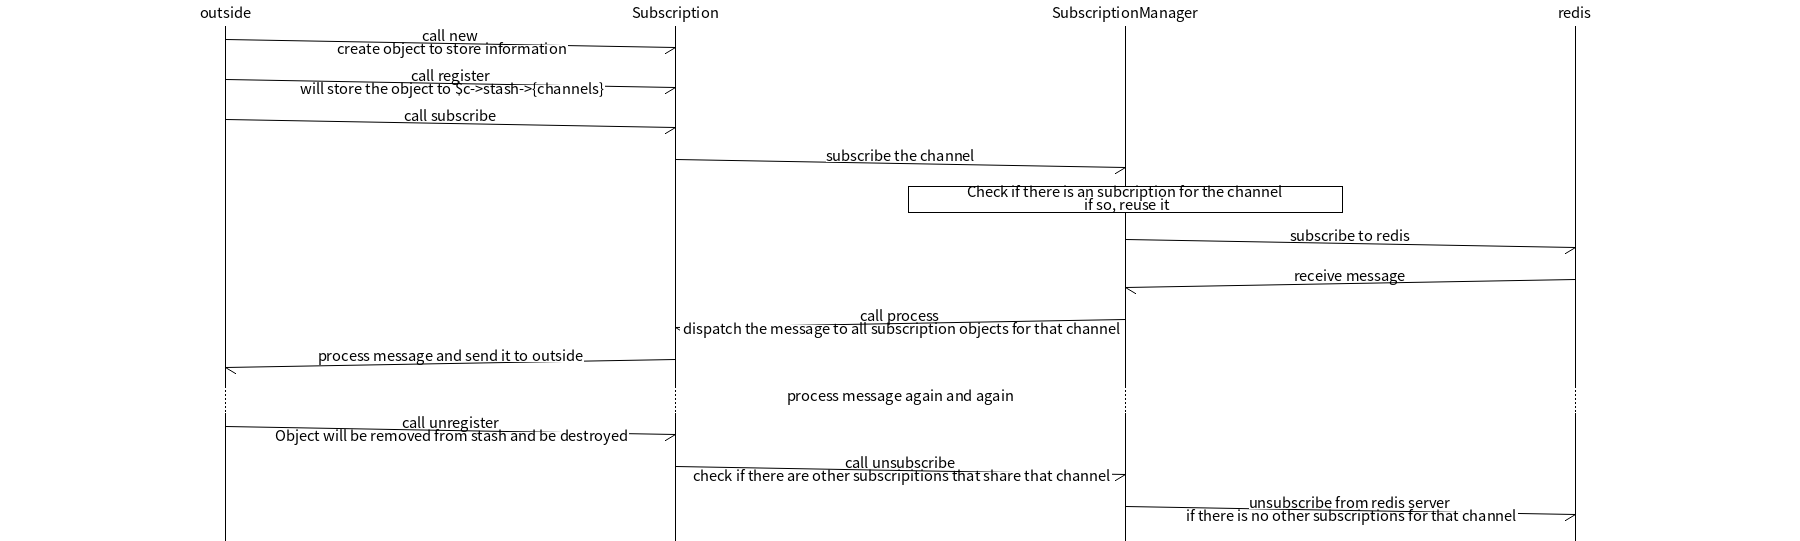 outside Subscription SubscriptionManager redis
call new
create object to store information
call register
will store the object to $c->stash->{channels}
call subscribe
subscribe the channel
Check if there is an subcription for the channel
if so, reuse it
subscribe to redis
receive message
call process
dispatch the message to all subscription objects for that channel
process message and send it to outside
process message again and again
call unregister
Object will be removed from stash and be destroyed
call unsubscribe
check if there are other subscripitions that share that channel
unsubscribe from redis server
if there is no other subscriptions for that channel